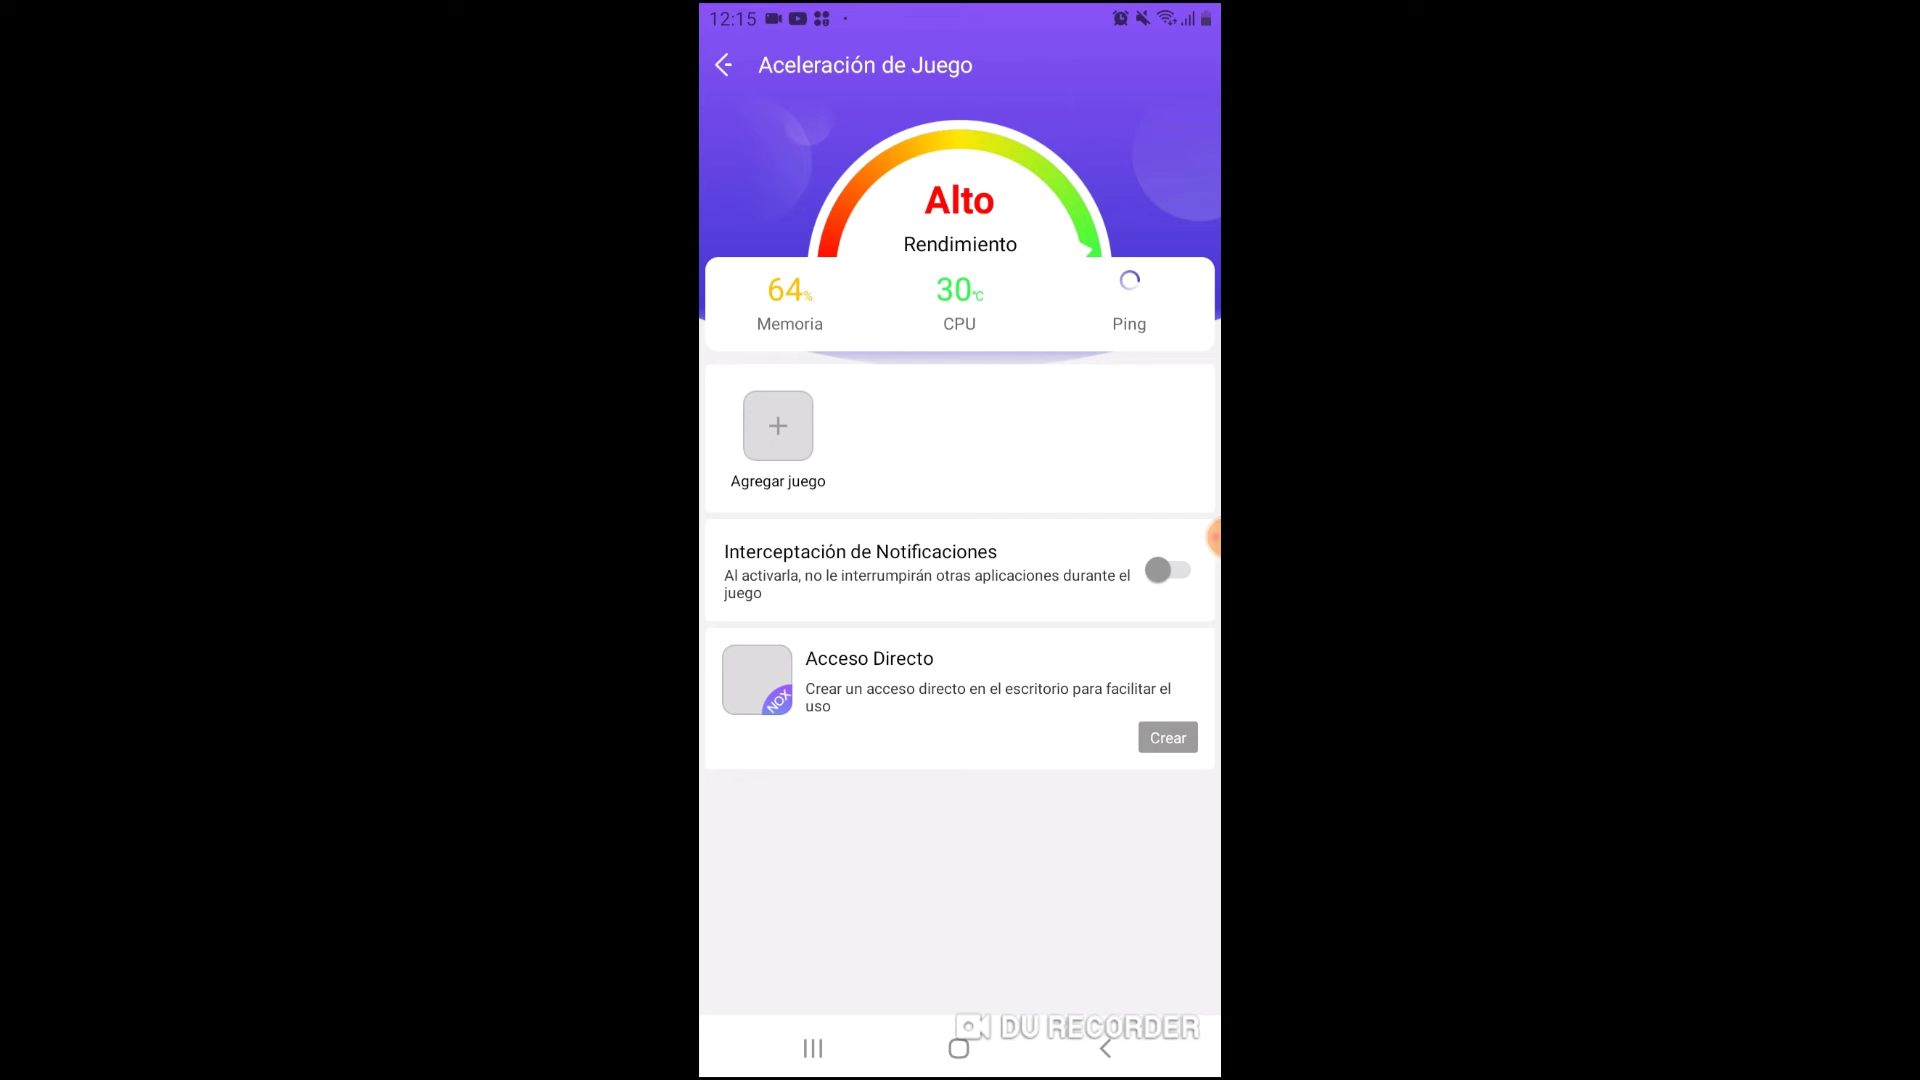 12:15
Aceleración de Juego
Alto
Rendimiento
64% 30℃
Memoria CPU Ping
+
Agregar juego
Interceptación de Notificaciones
Al activarla, no le interrumpirán otras aplicaciones durante el
juego
Acceso Directo
Crear un acceso directo en el escritorio para facilitar el
uso
NOX
Crear
DU RECORDER